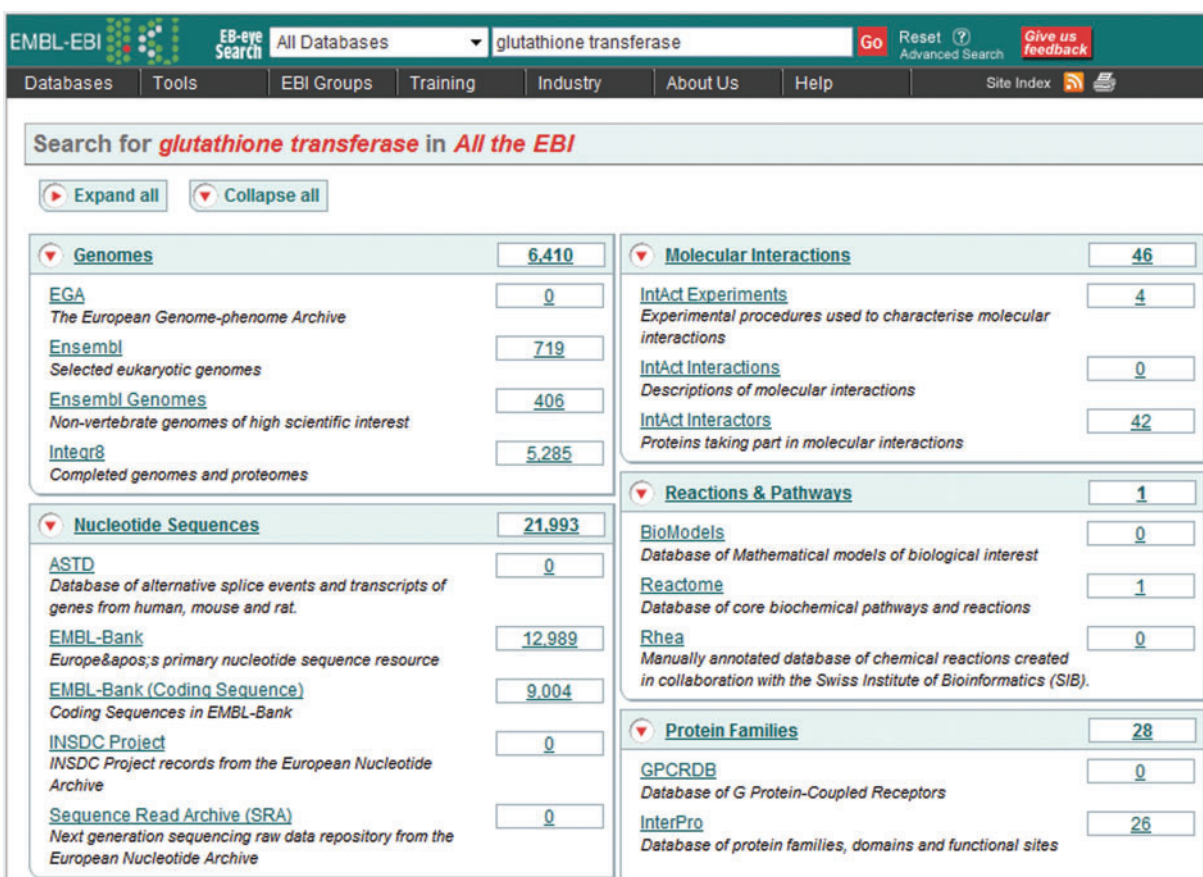 EMBL-EBI
EB-eye
Search
All Databases
glutathione transferase
Go
Reset ?
Advanced Search
Give us
feedback
Databases
Tools
EBI Groups
Training
Industry
About Us
Help
Site Index
Search for glutathione transferase in All the EBI
Expand all
Collapse all
Genomes 6,410
EGA 0
The European Genome-phenome Archive
Ensembl 719
Selected eukaryotic genomes
Ensembl Genomes 406
Non-vertebrate genomes of high scientific interest
Integr8 5,285
Completed genomes and proteomes
Nucleotide Sequences 21,993
ASTD 0
Database of alternative splice events and transcripts of
genes from human, mouse and rat.
EMBL-Bank 12,989
Europe&apos;s primary nucleotide sequence resource
EMBL-Bank (Coding Sequence) 9,004
Coding Sequences in EMBL-Bank
INSDC Project 0
INSDC Project records from the European Nucleotide
Archive
Sequence Read Archive (SRA) 0
Next generation sequencing raw data repository from the
European Nucleotide Archive
Molecular Interactions 46
IntAct Experiments 4
Experimental procedures used to characterise molecular
interactions
IntAct Interactions 0
Descriptions of molecular interactions
IntAct Interactors 42
Proteins taking part in molecular interactions
Reactions & Pathways 1
BioModels 0
Database of Mathematical models of biological interest
Reactome 1
Database of core biochemical pathways and reactions
Rhea 0
Manually annotated database of chemical reactions created
in collaboration with the Swiss Institute of Bioinformatics (SIB).
Protein Families 28
GPCRDB 0
Database of G Protein-Coupled Receptors
InterPro 26
Database of protein families, domains and functional sites